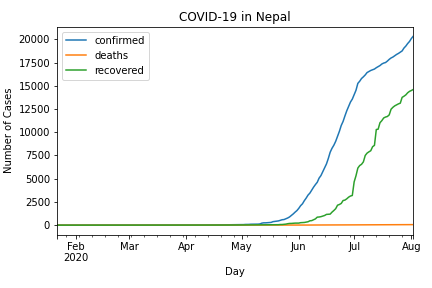 COVID-19 in Nepal
confirmed
deaths
recovered
Number of Cases
20000
17500
15000
12500
10000
7500
5000
2500
0
Feb
2020
Mar
Apr
May
Jun
Jul
Aug
Day